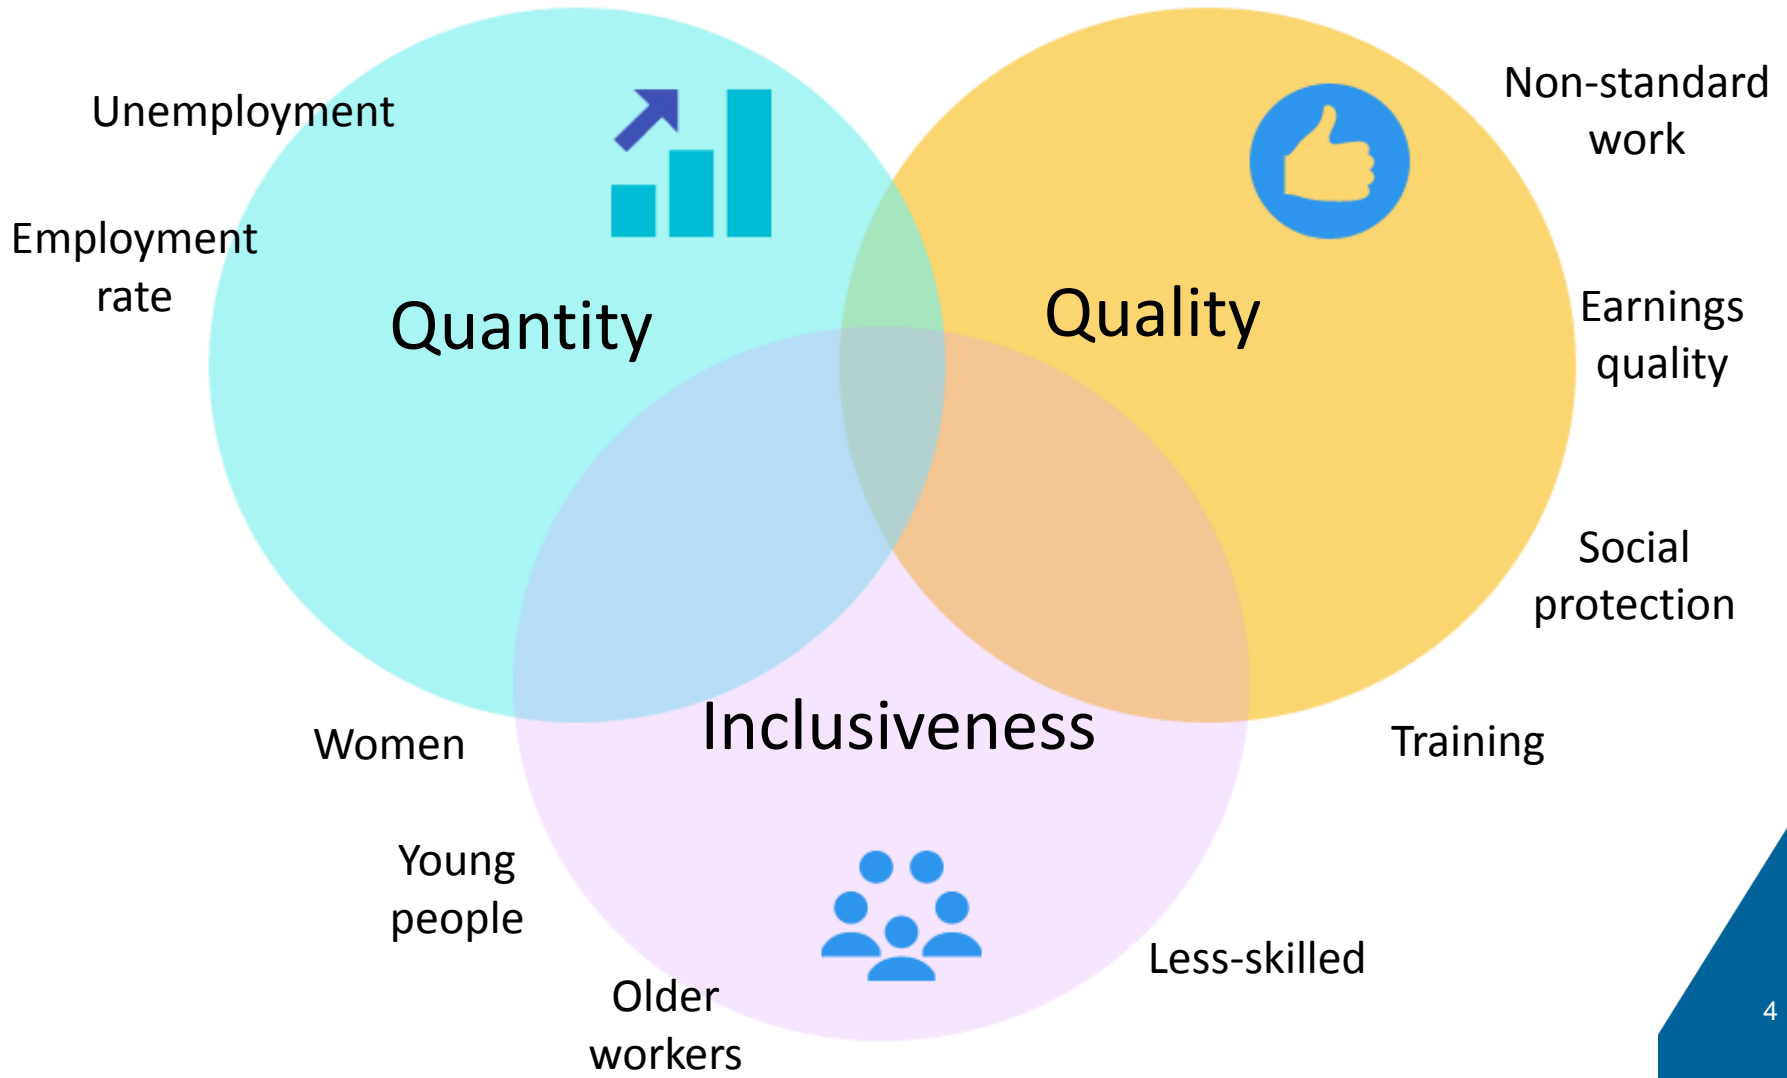 Unemployment
Employment
rate
Quantity
Quality
Non-standard
work
Earnings
quality
Social
protection
Inclusiveness
Women
Young
people
Older
workers
Training
Less-skilled
4